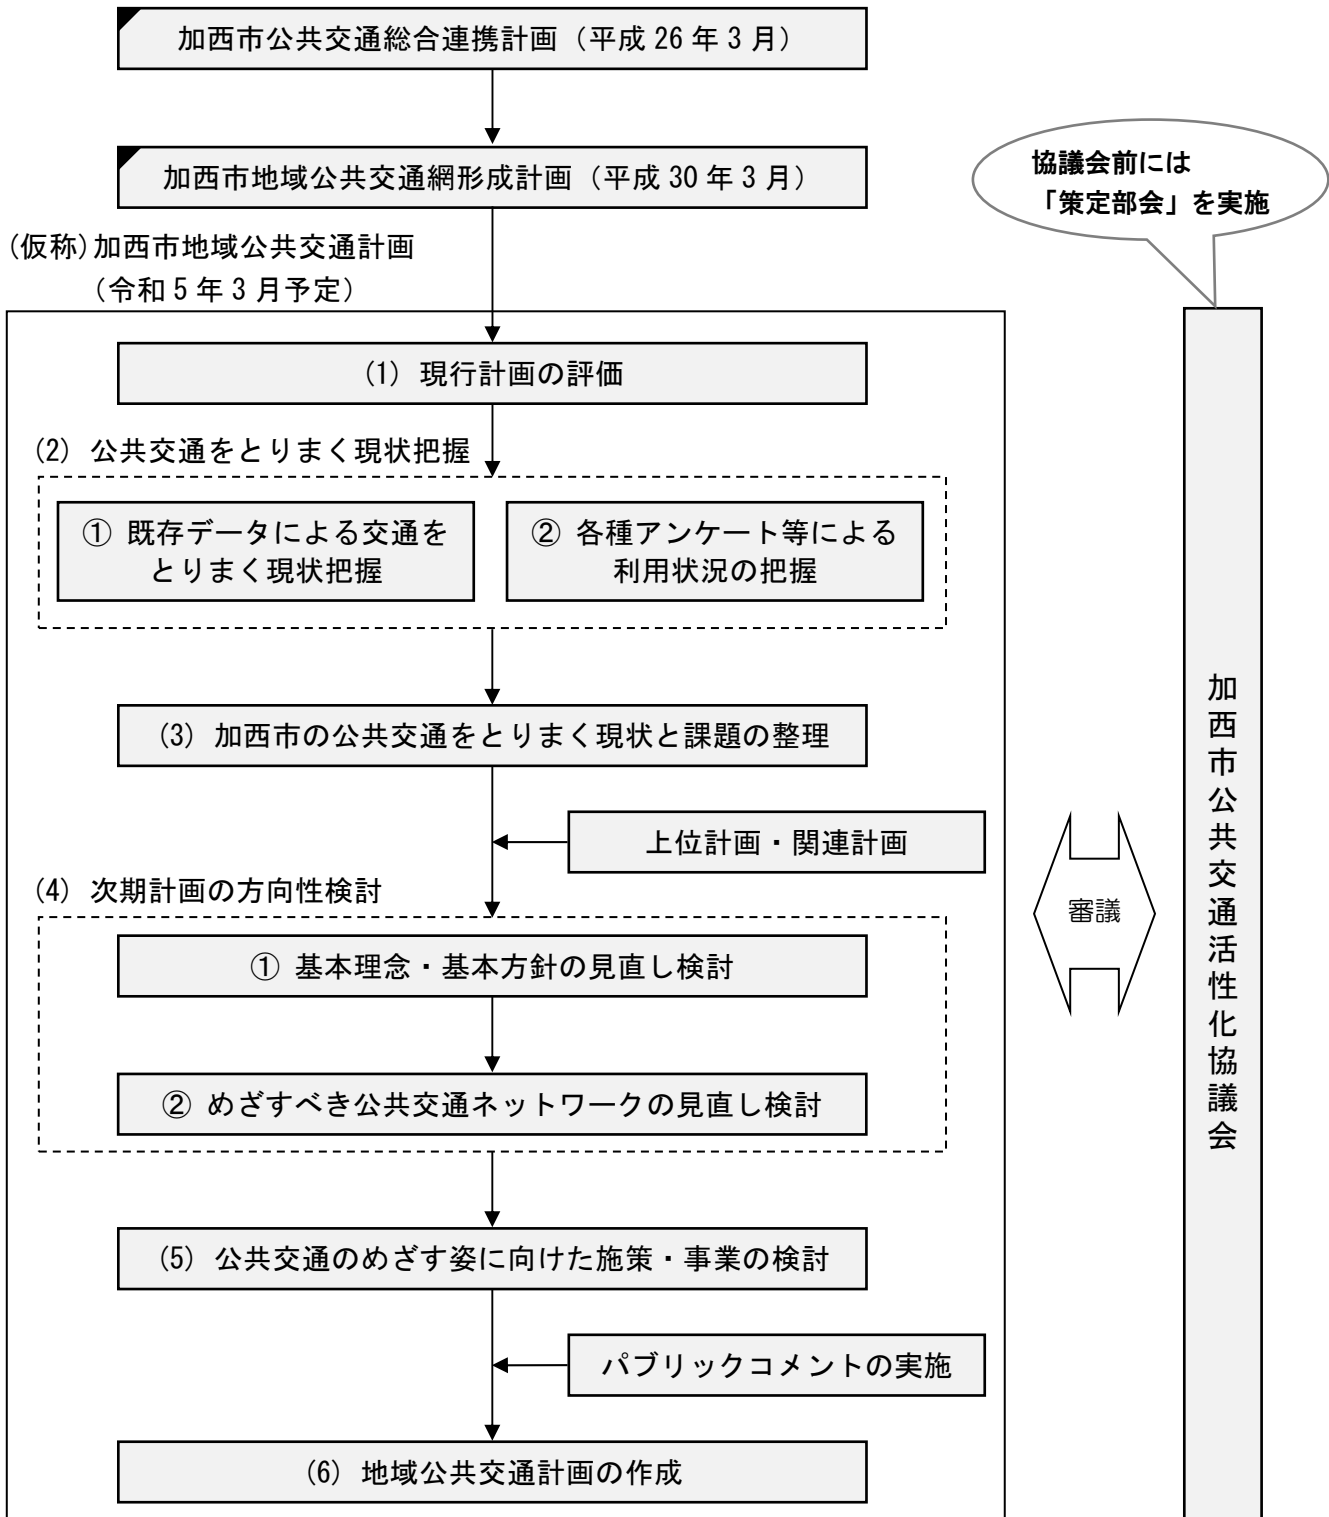 加西市公共交通総合連携計画（平成 26 年 3 月）
加西市地域公共交通網形成計画（平成 30 年 3 月）
協議会前には
「策定部会」を実施
(仮称)加西市地域公共交通計画
（令和 5 年 3 月予定）
(1) 現行計画の評価
(2) 公共交通をとりまく現状把握
① 既存データによる交通を
とりまく現状把握
② 各種アンケート等による
利用状況の把握
(3) 加西市の公共交通をとりまく現状と課題の整理
上位計画・関連計画
(4) 次期計画の方向性検討
① 基本理念・基本方針の見直し検討
② めざすべき公共交通ネットワークの見直し検討
(5) 公共交通のめざす姿に向けた施策・事業の検討
パブリックコメントの実施
(6) 地域公共交通計画の作成
審議
加西市公共交通活性化協議会